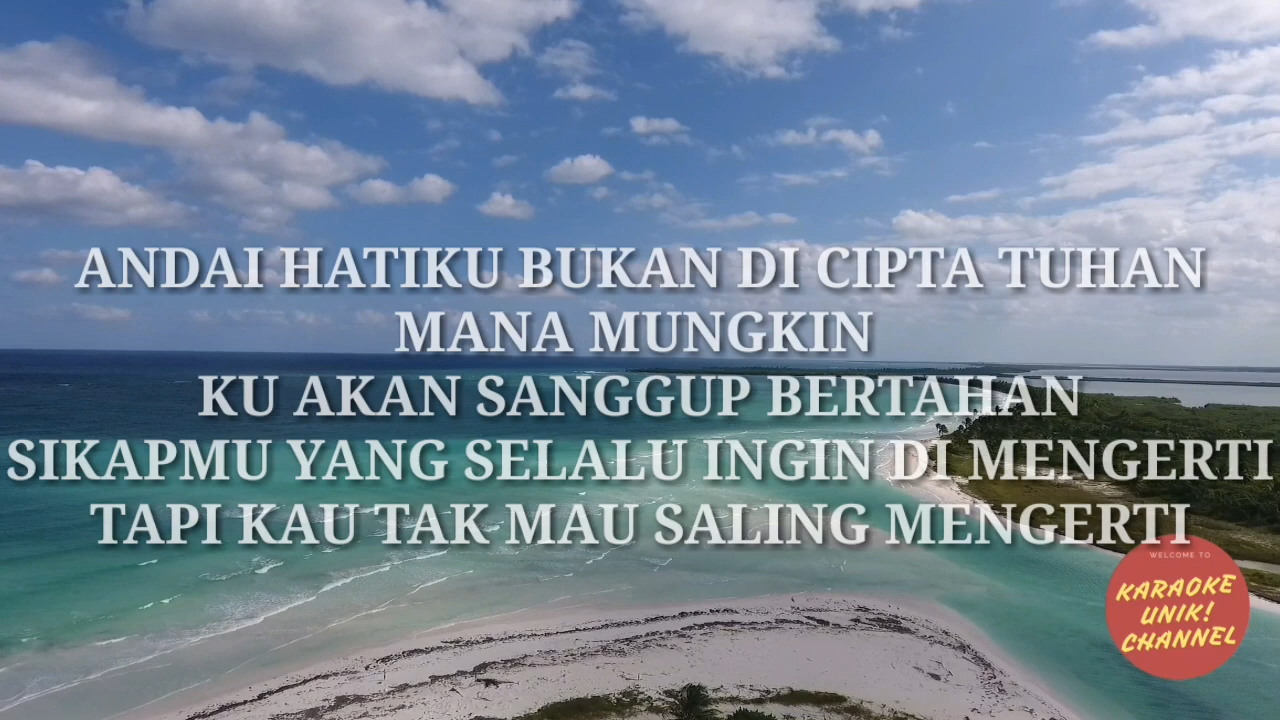 ANDAI HATIKU BUKAN DI CIPTA TUHAN
MANA MUNGKIN
KU AKAN SANGGUP BERTAHAN
SIKAPMU YANG SELALU INGIN DI MENGERTI
TAPI KAU TAK MAU SALING MENGERTI
WELCOME TO
KARAOKE
UNIK!
CHANNEL